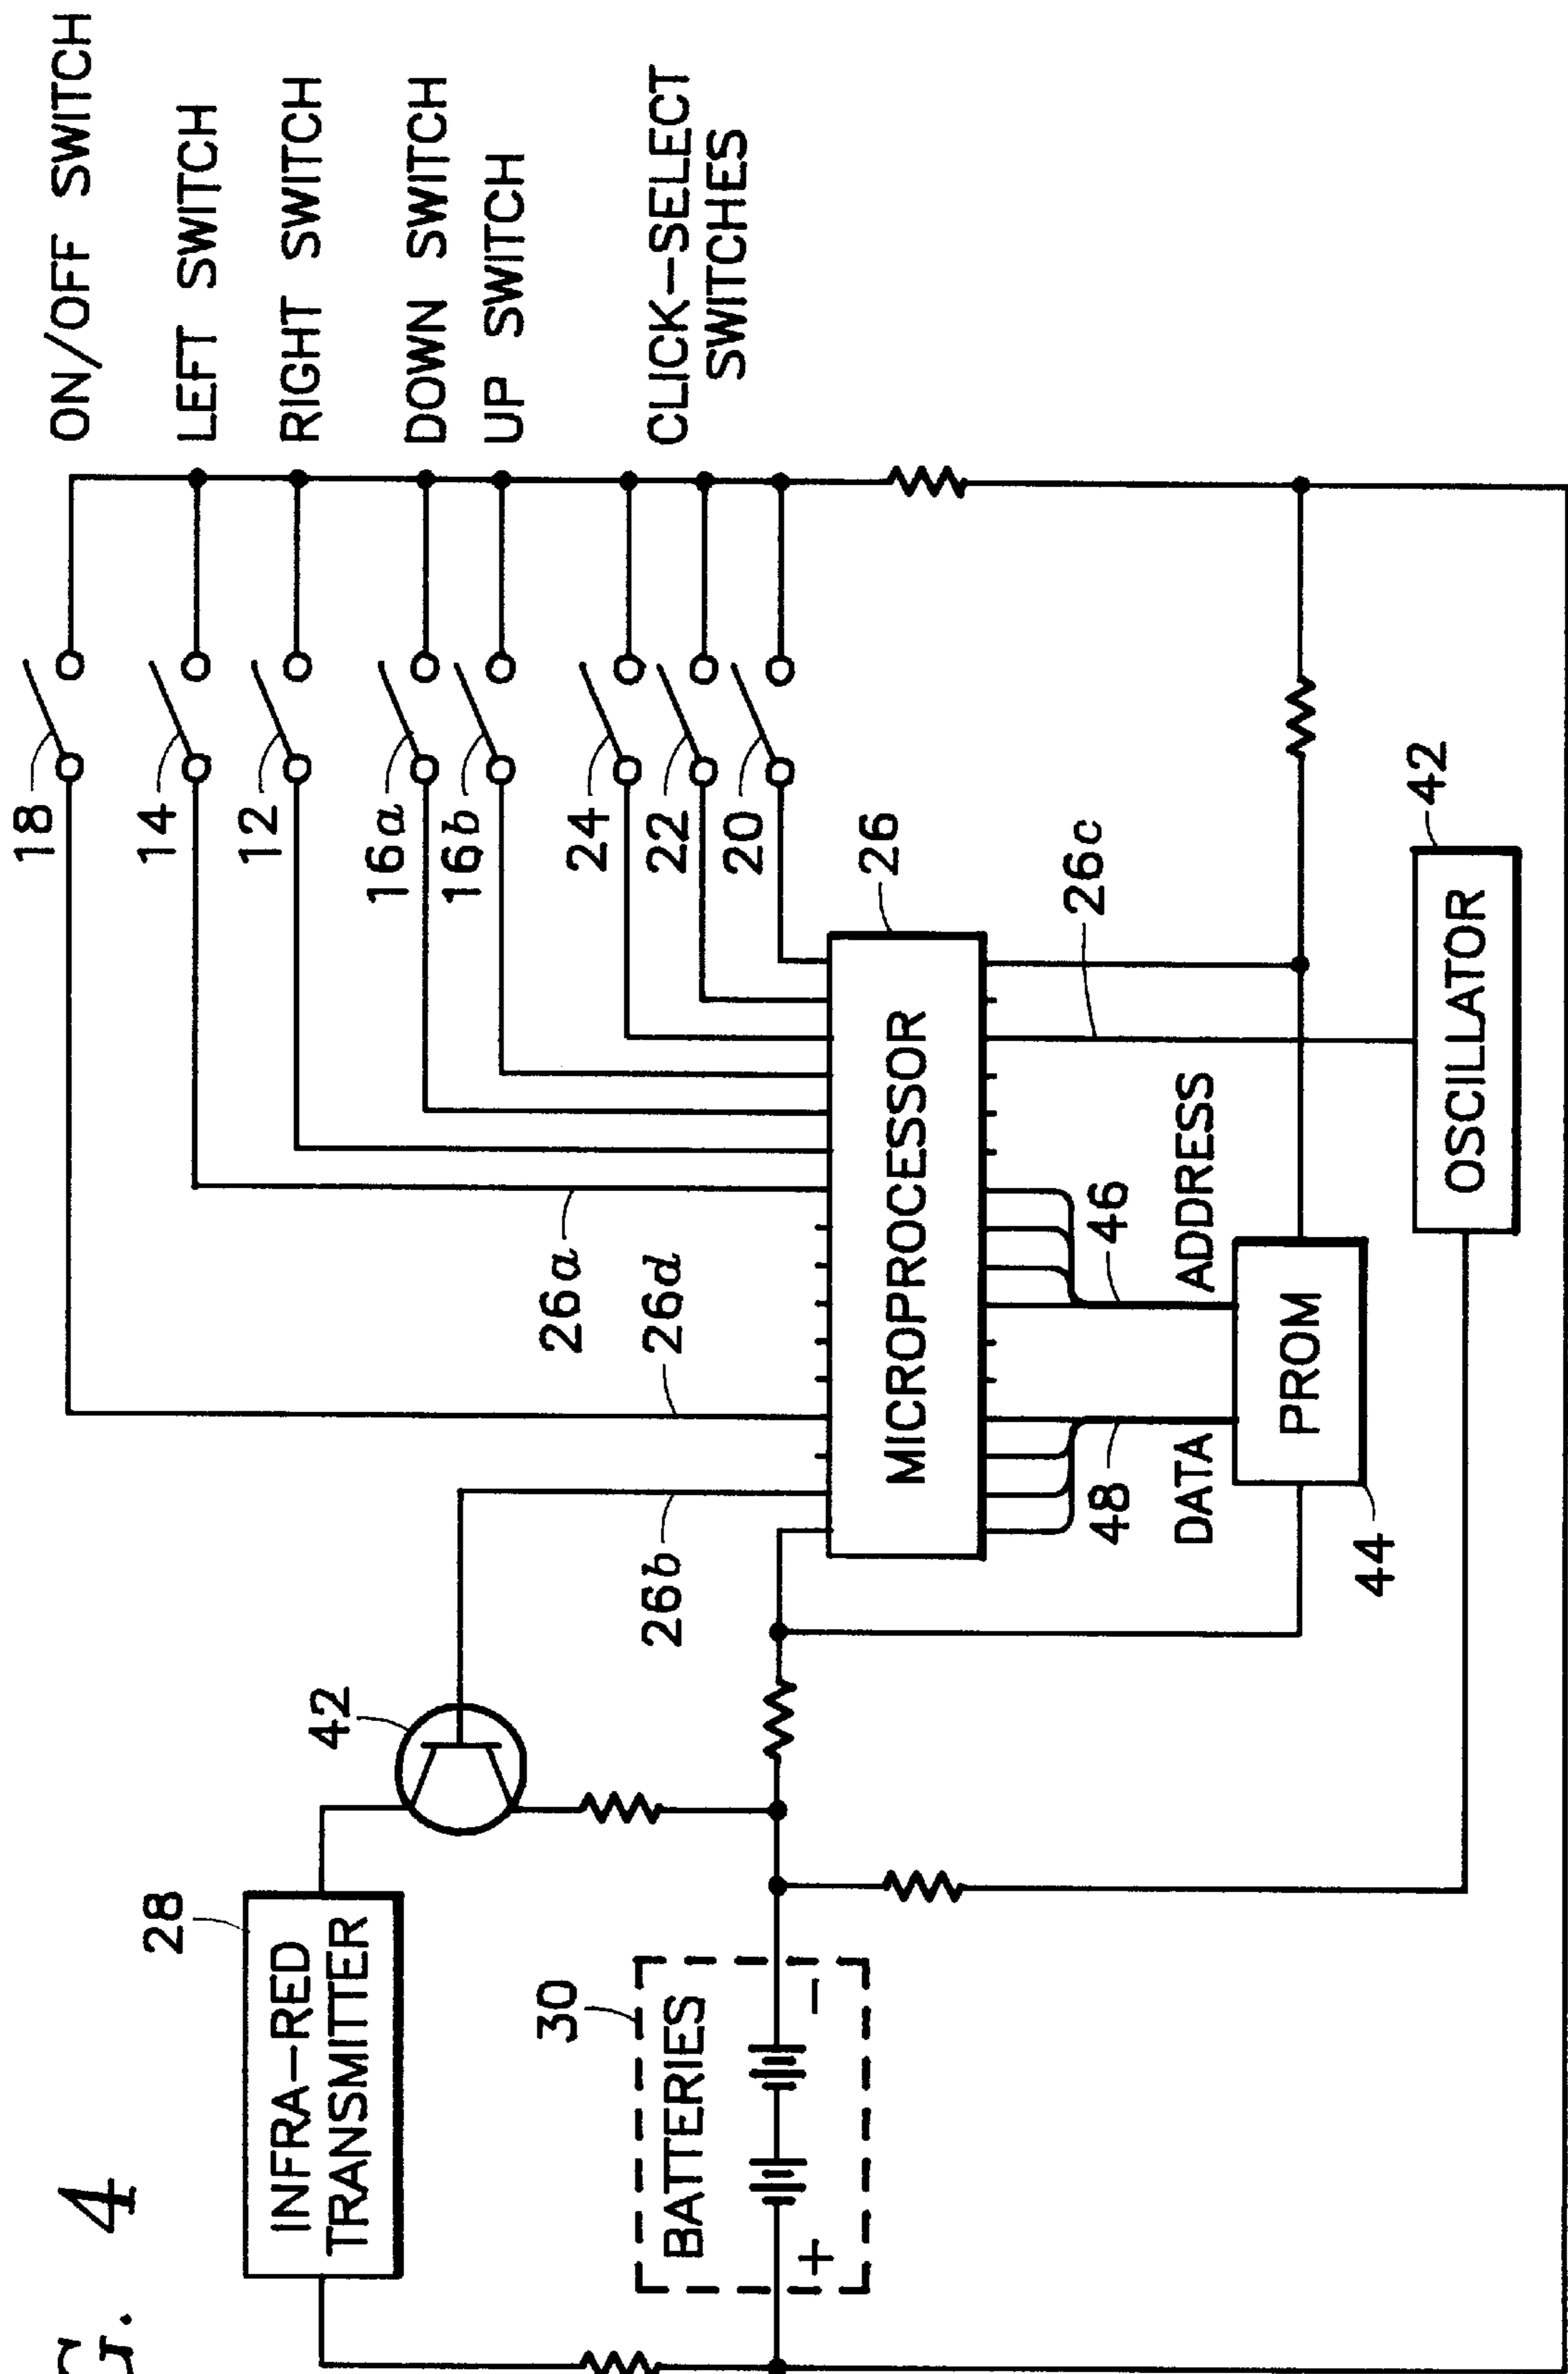 G. 4
ON/OFF SWITCH
LEFT SWITCH
RIGHT SWITCH
DOWN SWITCH
UP SWITCH
CLICK-SELECT
SWITCHES
18
14
12
16a
16b
24
22
20
26
26a
26d
26b
26c
MICROPROCESSOR
42
28
INFRA-RED
TRANSMITTER
30
BATTERIES
+
−
48
DATA
46
ADDRESS
PROM
44
OSCILLATOR
42